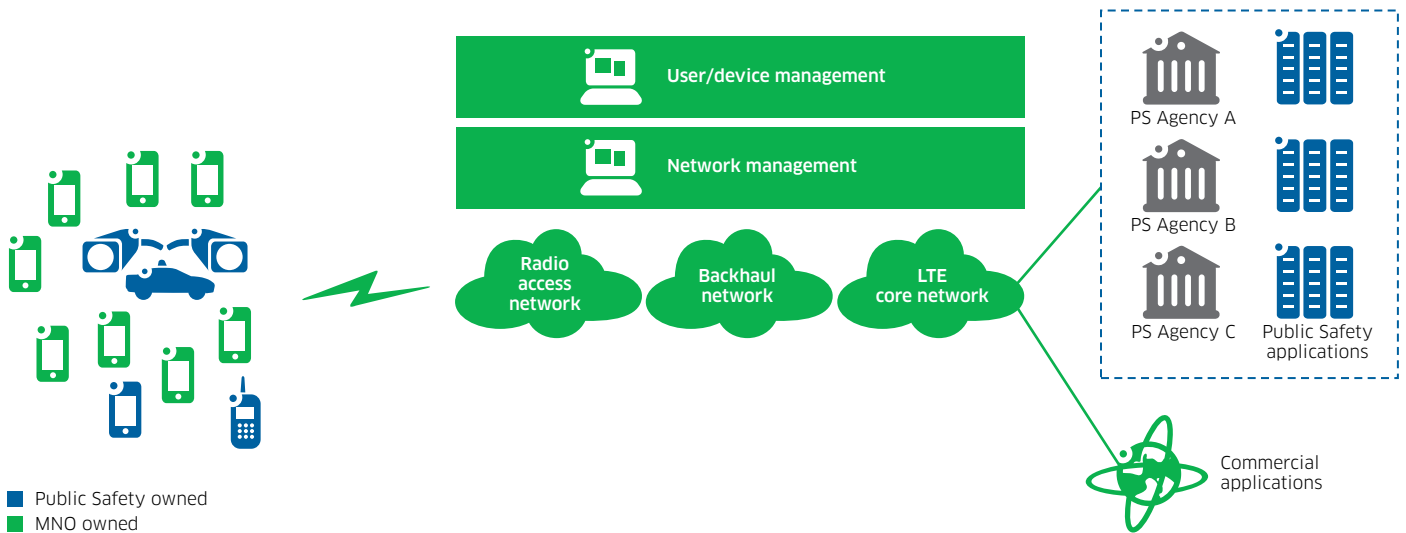 User/device management
Network management
Radio
access
network
Backhaul
network
LTE
core network
PS Agency A
PS Agency B
PS Agency C
Public Safety
applications
Commercial
applications
Public Safety owned
MNO owned